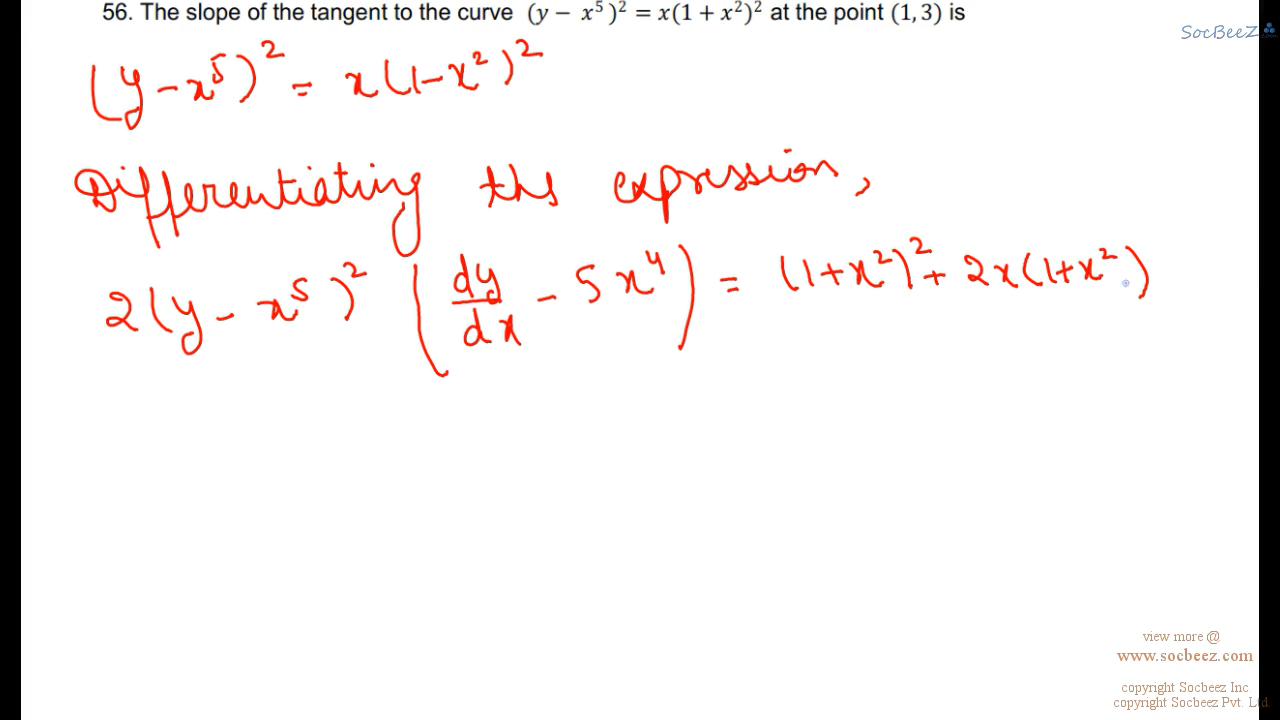 56. The slope of the tangent to the curve (y − x⁵)² = x(1 + x²)² at the point (1, 3) is
SocBeeZ
(y − x⁵)² = x(1 − x²)²
Differentiating ths expression,
2(y − x⁵)² (dy/dx − 5x⁴) = (1+x²)² + 2x(1+x²)
view more @
www.socbeez.com
copyright Socbeez Inc
copyright Socbeez Pvt. Ltd.